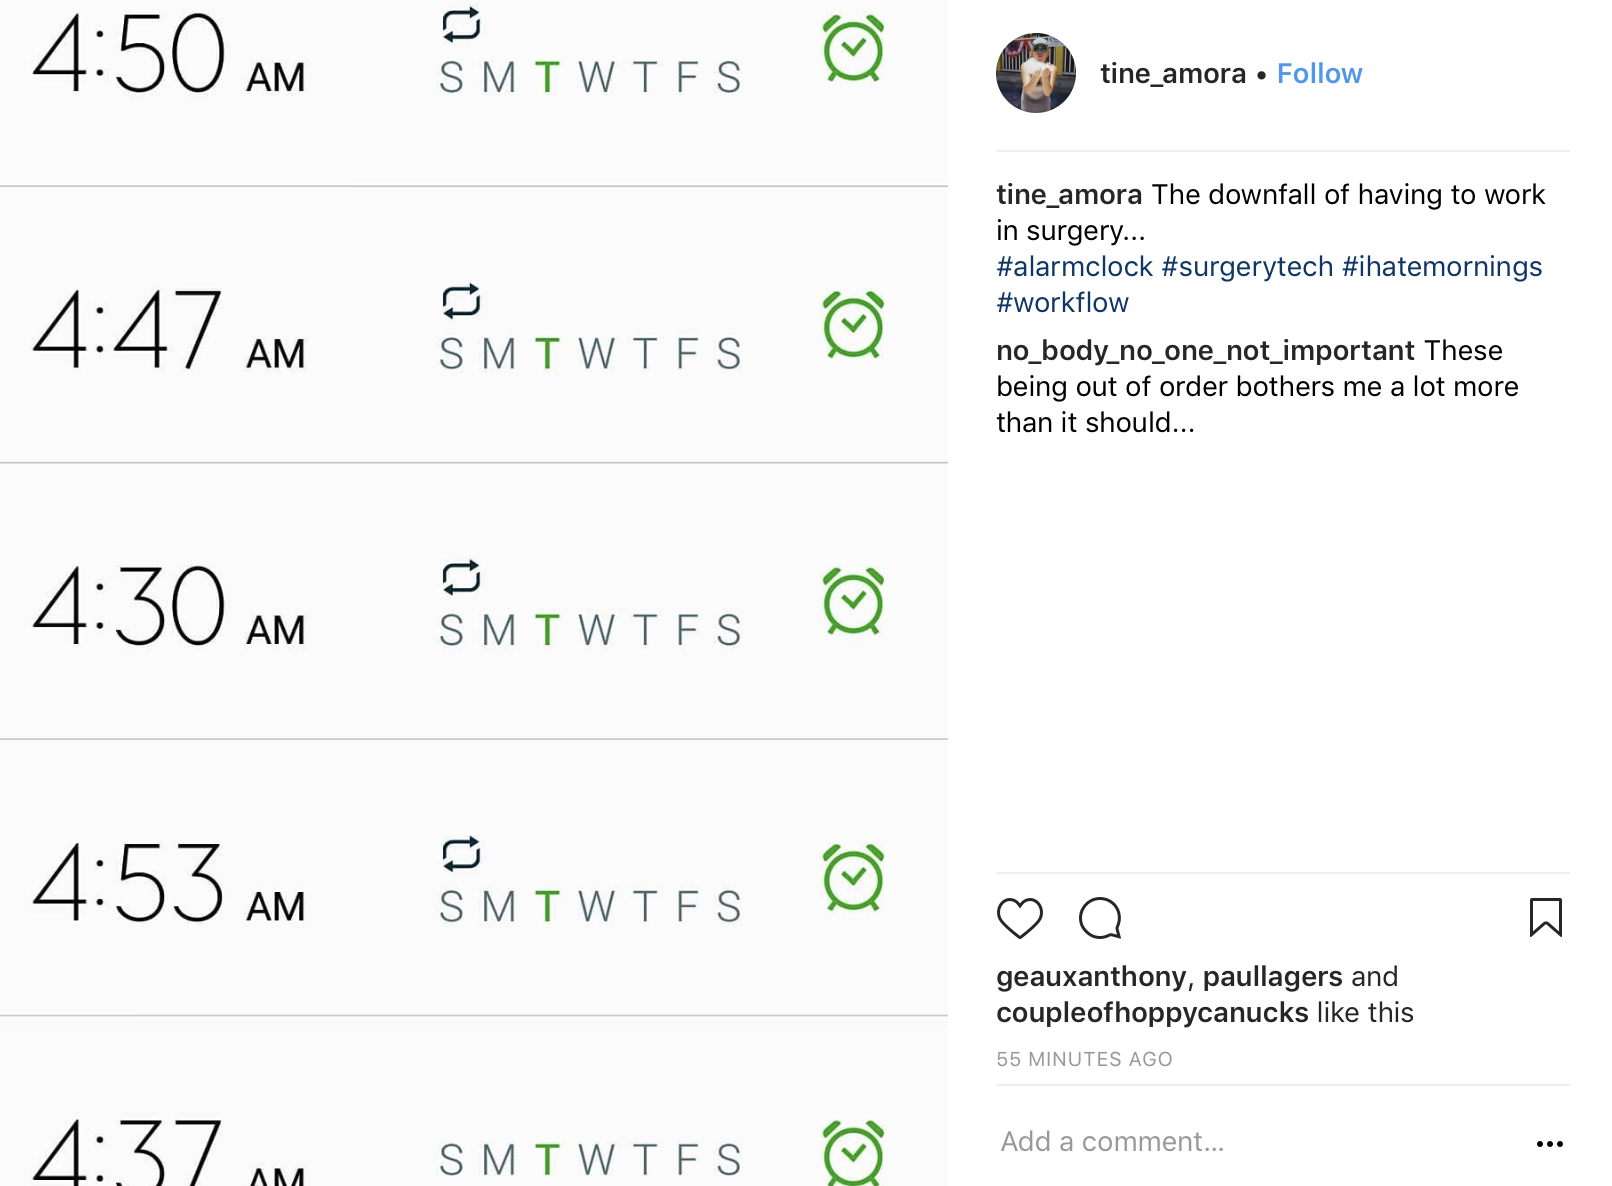 4:50 AM
S M T W T F S
4:47 AM
S M T W T F S
4:30 AM
S M T W T F S
4:53 AM
S M T W T F S
4:37 AM
S M T W T F S
tine_amora • Follow
tine_amora The downfall of having to work
in surgery...
#alarmclock #surgerytech #ihatemornings
#workflow
no_body_no_one_not_important These
being out of order bothers me a lot more
than it should...
geauxanthony, paullagers and
coupleofhoppycanucks like this
55 MINUTES AGO
Add a comment...